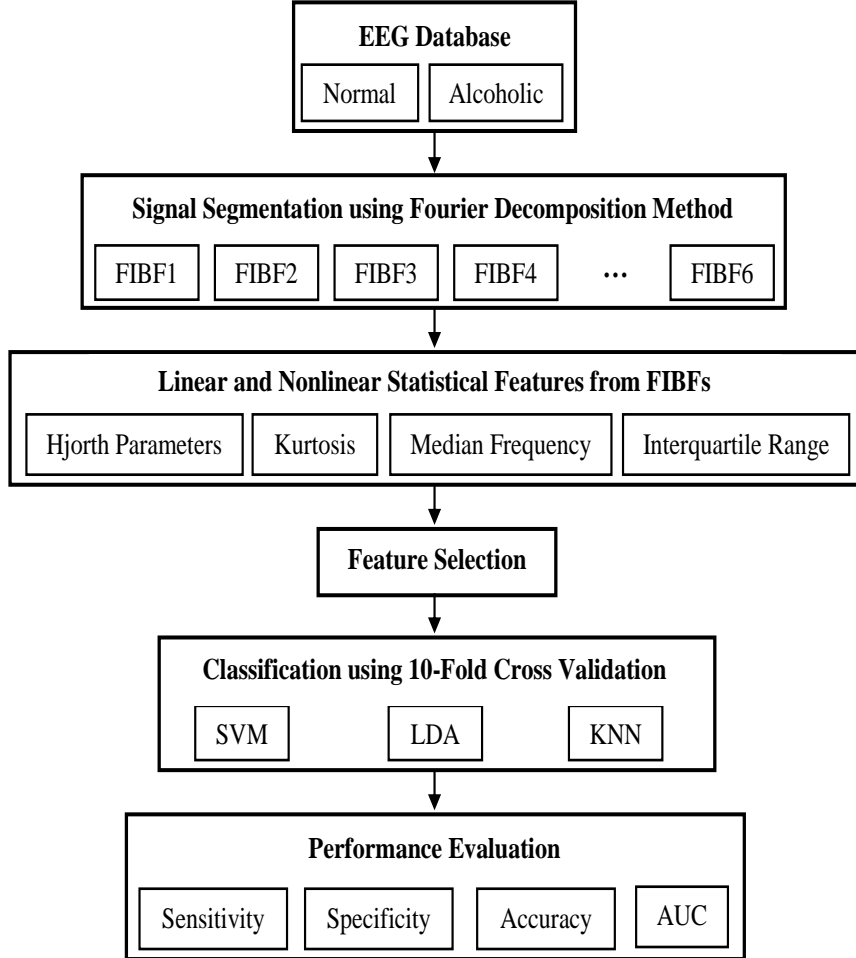 EEG Database
Normal Alcoholic
Signal Segmentation using Fourier Decomposition Method
FIBF1 FIBF2 FIBF3 FIBF4 ... FIBF6
Linear and Nonlinear Statistical Features from FIBFs
Hjorth Parameters Kurtosis Median Frequency Interquartile Range
Feature Selection
Classification using 10-Fold Cross Validation
SVM LDA KNN
Performance Evaluation
Sensitivity Specificity Accuracy AUC